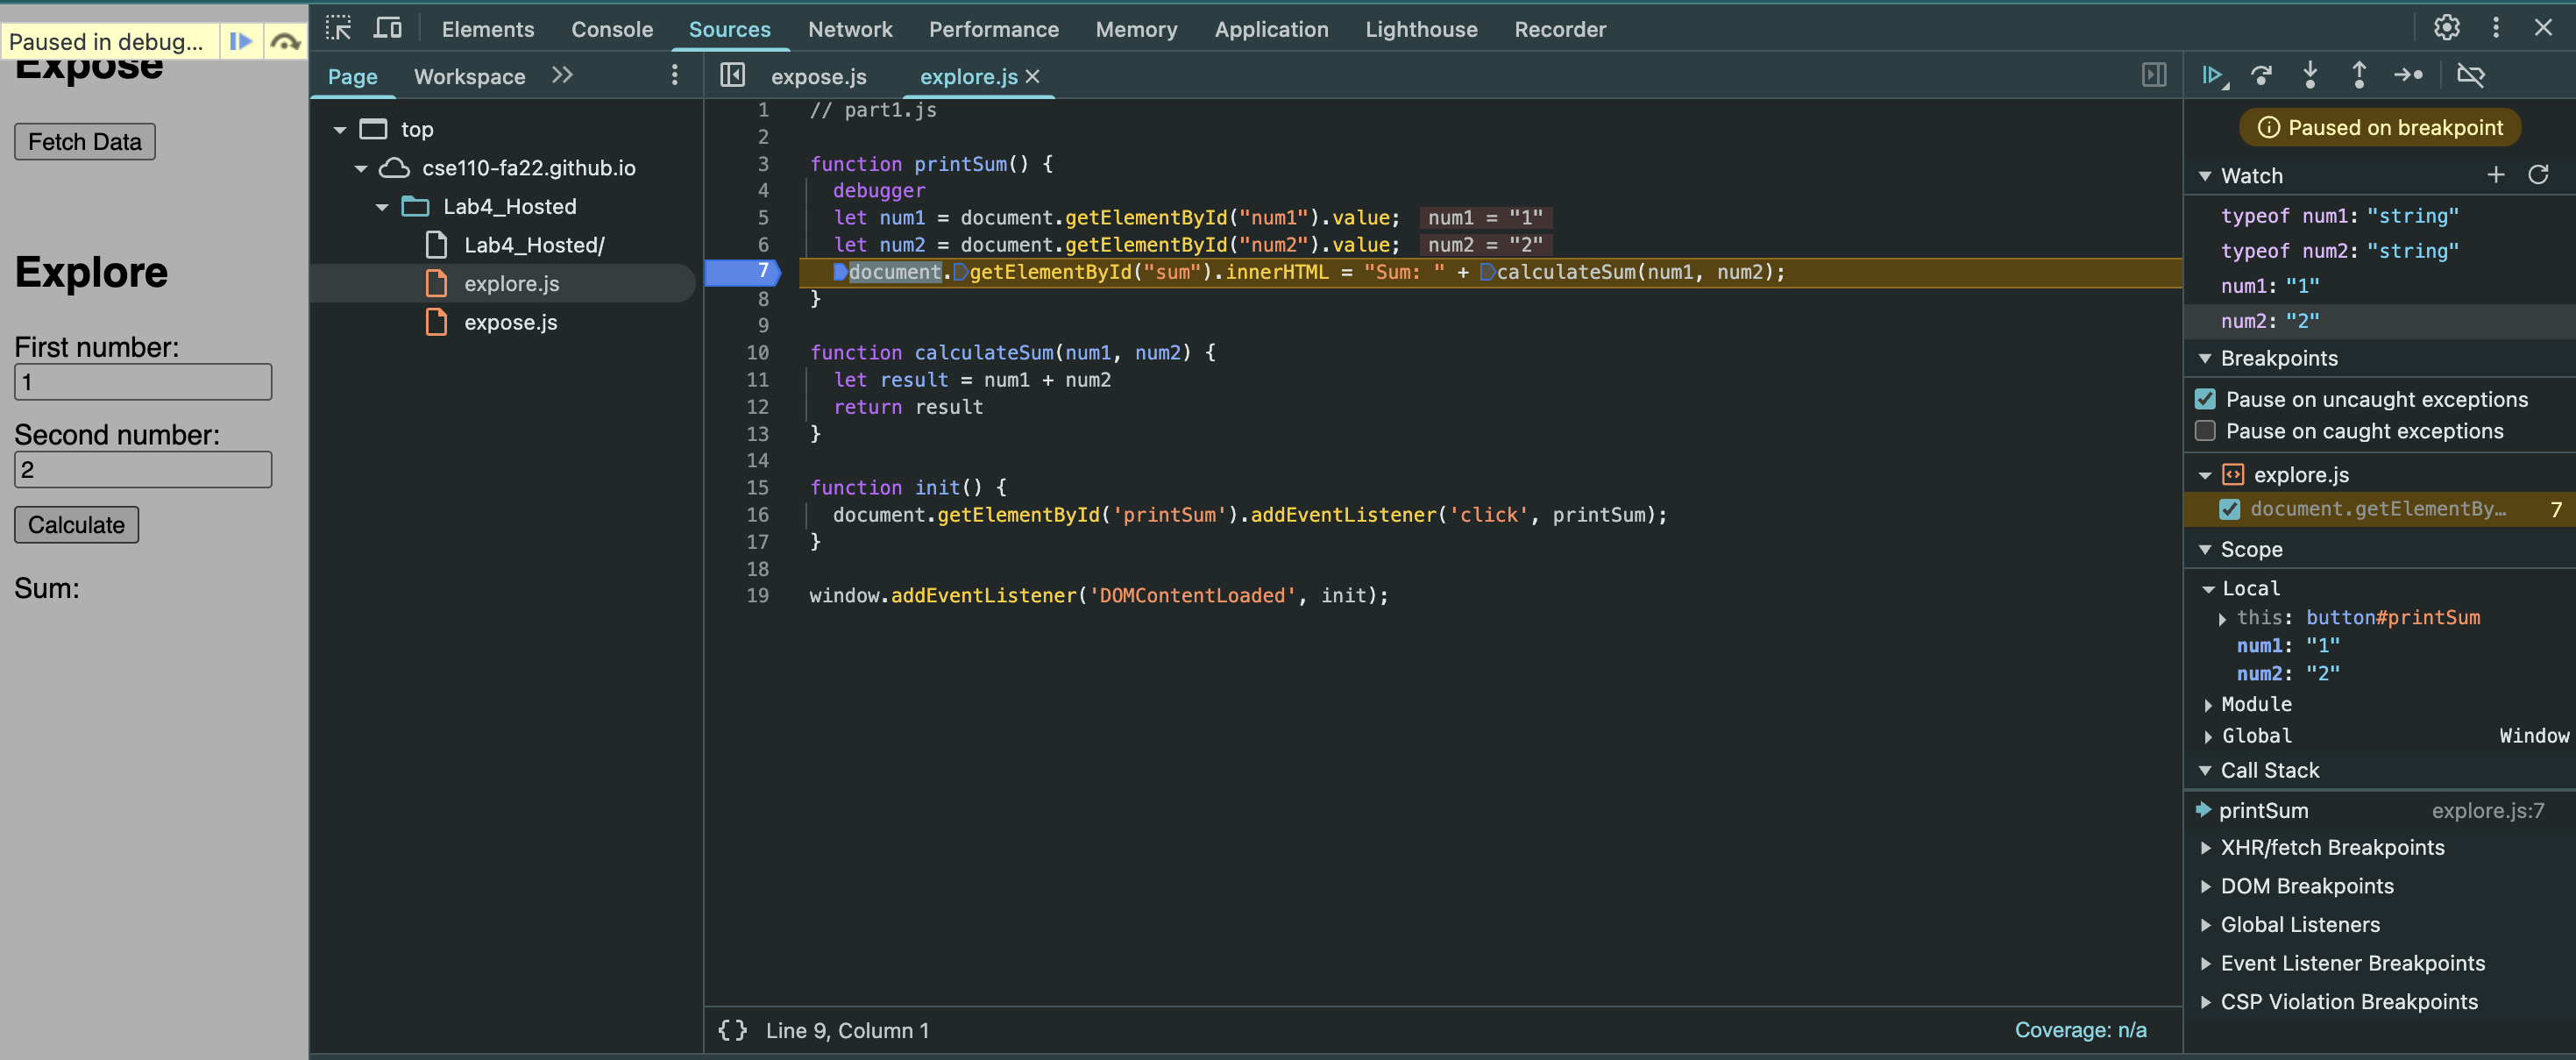 Paused in debug...
Expose
Fetch Data
Explore
First number:
1
Second number:
2
Calculate
Sum:
Elements Console Sources Network Performance Memory Application Lighthouse Recorder
Page Workspace
top
cse110-fa22.github.io
Lab4_Hosted
Lab4_Hosted/
explore.js
expose.js
expose.js explore.js
1 // part1.js
2
3 function printSum() {
4 debugger
5 let num1 = document.getElementById("num1").value; num1 = "1"
6 let num2 = document.getElementById("num2").value; num2 = "2"
7 document.getElementById("sum").innerHTML = "Sum: " + calculateSum(num1, num2);
8 }
9
10 function calculateSum(num1, num2) {
11 let result = num1 + num2
12 return result
13 }
14
15 function init() {
16 document.getElementById('printSum').addEventListener('click', printSum);
17 }
18
19 window.addEventListener('DOMContentLoaded', init);
{ } Line 9, Column 1
Coverage: n/a
Paused on breakpoint
Watch
typeof num1: "string"
typeof num2: "string"
num1: "1"
num2: "2"
Breakpoints
Pause on uncaught exceptions
Pause on caught exceptions
explore.js
document.getElementBy... 7
Scope
Local
this: button#printSum
num1: "1"
num2: "2"
Module
Global Window
Call Stack
printSum explore.js:7
XHR/fetch Breakpoints
DOM Breakpoints
Global Listeners
Event Listener Breakpoints
CSP Violation Breakpoints